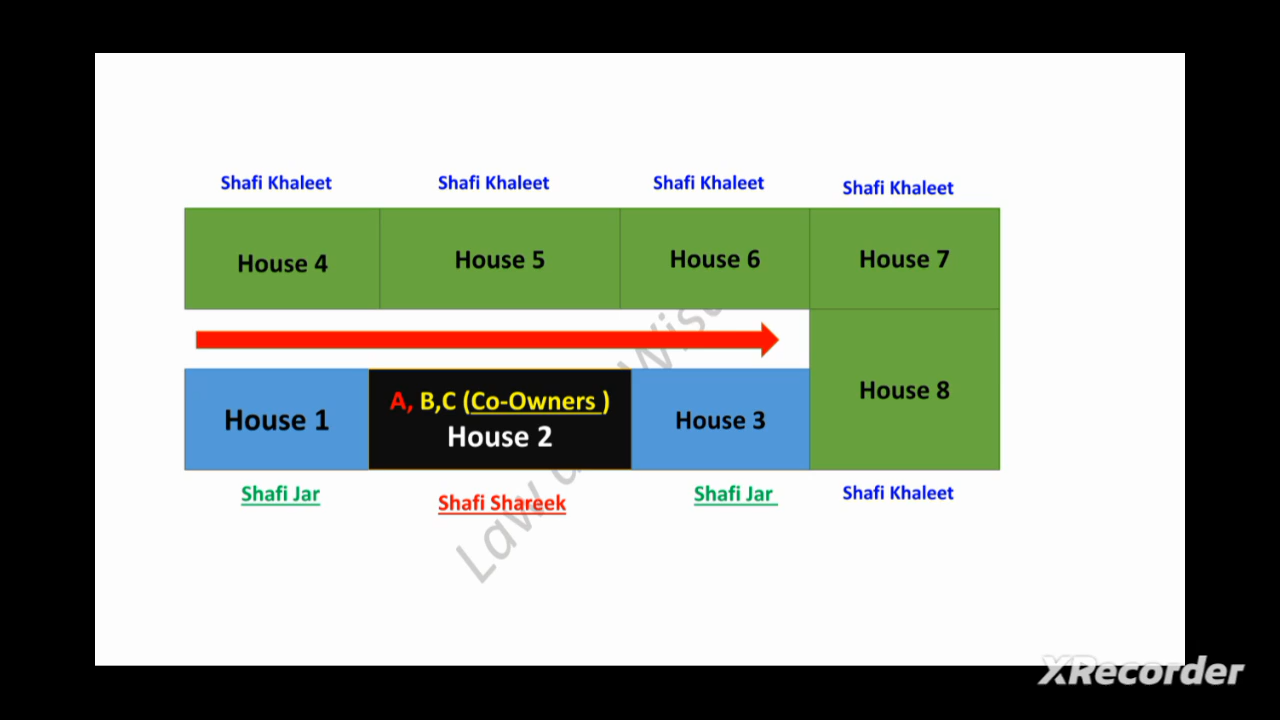 Shafi Khaleet Shafi Khaleet Shafi Khaleet Shafi Khaleet
House 4 House 5 House 6 House 7
House 8
A, B,C (Co-Owners )
House 1 House 2 House 3
Shafi Jar Shafi Shareek Shafi Jar Shafi Khaleet
Law
XRecorder